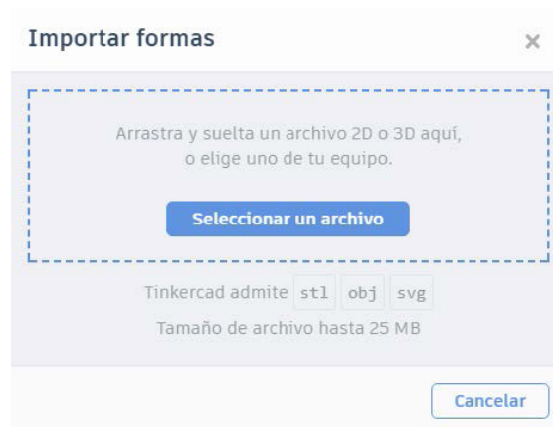 Importar formas
Arrastra y suelta un archivo 2D o 3D aquí,
o elige uno de tu equipo.
Seleccionar un archivo
Tinkercad admite stl obj svg
Tamaño de archivo hasta 25 MB
Cancelar